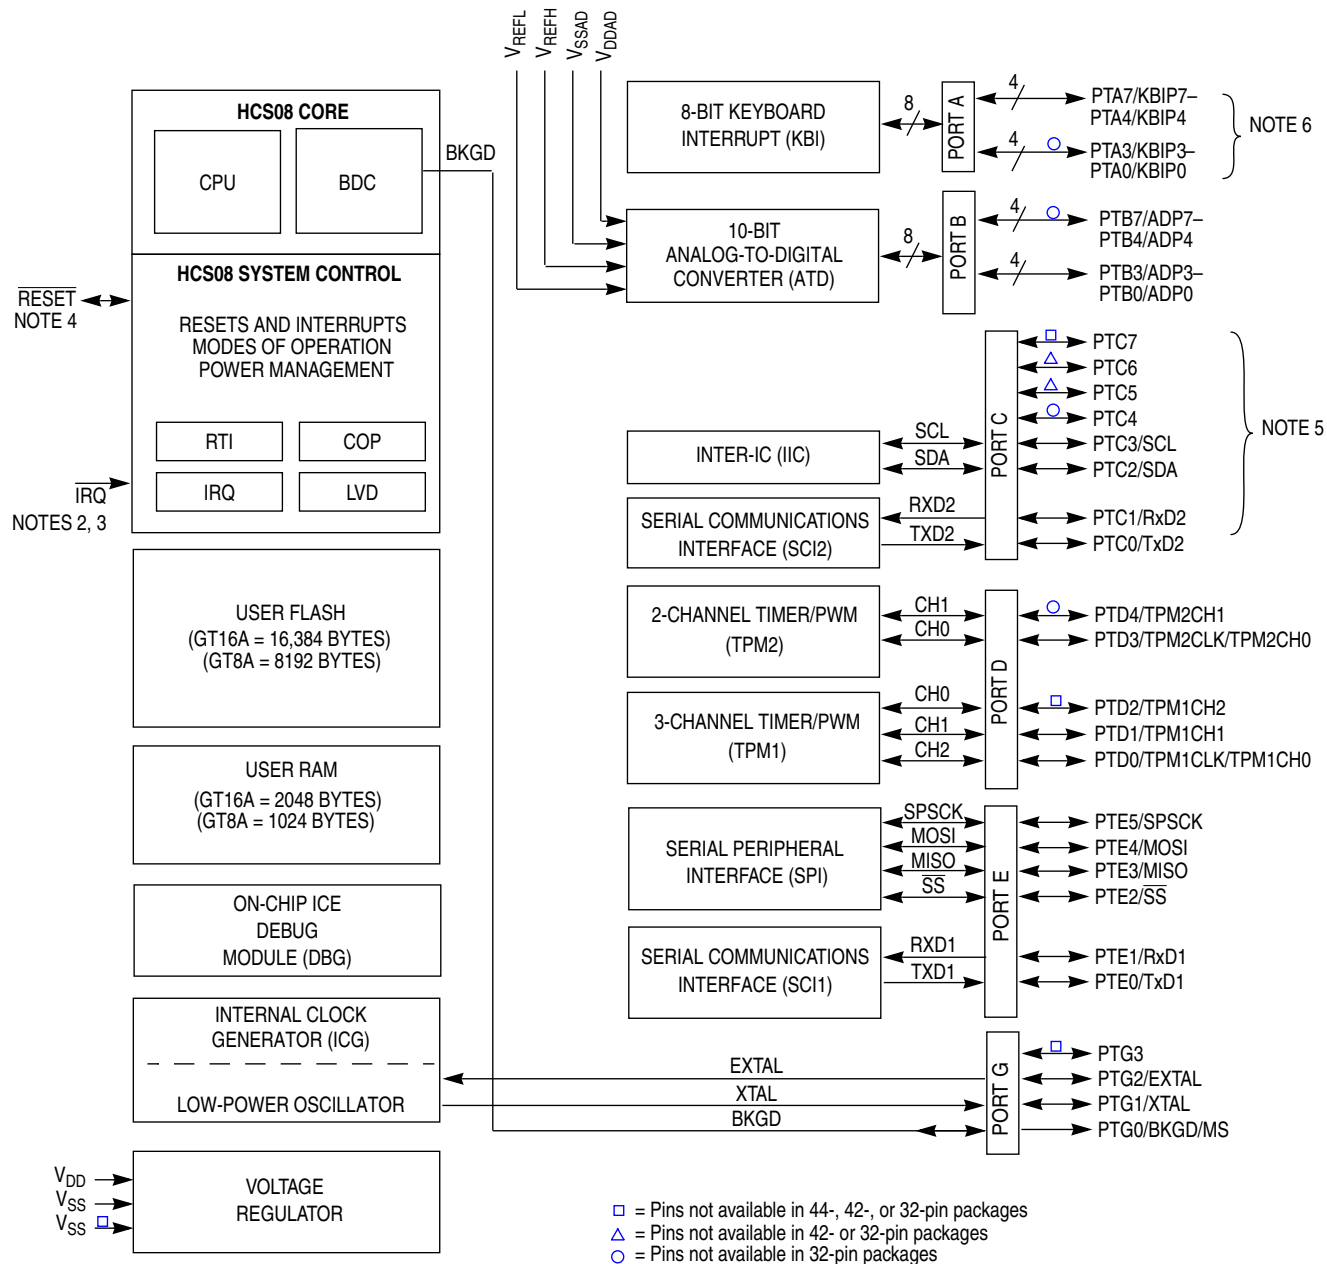 VREFL
VREFH
VSSAD
VDDAD
HCS08 CORE
CPU
BDC
BKGD
HCS08 SYSTEM CONTROL
RESETS AND INTERRUPTS
MODES OF OPERATION
POWER MANAGEMENT
RTI
COP
IRQ
LVD
RESET
NOTE 4
IRQ
NOTES 2, 3
USER FLASH
(GT16A = 16,384 BYTES)
(GT8A = 8192 BYTES)
USER RAM
(GT16A = 2048 BYTES)
(GT8A = 1024 BYTES)
ON-CHIP ICE
DEBUG
MODULE (DBG)
INTERNAL CLOCK
GENERATOR (ICG)
LOW-POWER OSCILLATOR
VDD
VSS
VSS
VOLTAGE
REGULATOR
8-BIT KEYBOARD
INTERRUPT (KBI)
8
PORT A
4
PTA7/KBIP7–
PTA4/KBIP4
4
PTA3/KBIP3–
PTA0/KBIP0
NOTE 6
10-BIT
ANALOG-TO-DIGITAL
CONVERTER (ATD)
8
PORT B
4
PTB7/ADP7–
PTB4/ADP4
4
PTB3/ADP3–
PTB0/ADP0
INTER-IC (IIC)
SCL
SDA
SERIAL COMMUNICATIONS
INTERFACE (SCI2)
RXD2
TXD2
PORT C
PTC7
PTC6
PTC5
PTC4
PTC3/SCL
PTC2/SDA
PTC1/RxD2
PTC0/TxD2
NOTE 5
2-CHANNEL TIMER/PWM
(TPM2)
CH1
CH0
3-CHANNEL TIMER/PWM
(TPM1)
CH0
CH1
CH2
PORT D
PTD4/TPM2CH1
PTD3/TPM2CLK/TPM2CH0
PTD2/TPM1CH2
PTD1/TPM1CH1
PTD0/TPM1CLK/TPM1CH0
SERIAL PERIPHERAL
INTERFACE (SPI)
SPSCK
MOSI
MISO
SS
SERIAL COMMUNICATIONS
INTERFACE (SCI1)
RXD1
TXD1
PORT E
PTE5/SPSCK
PTE4/MOSI
PTE3/MISO
PTE2/SS
PTE1/RxD1
PTE0/TxD1
EXTAL
XTAL
BKGD
PORT G
PTG3
PTG2/EXTAL
PTG1/XTAL
PTG0/BKGD/MS
□ = Pins not available in 44-, 42-, or 32-pin packages
△ = Pins not available in 42- or 32-pin packages
○ = Pins not available in 32-pin packages